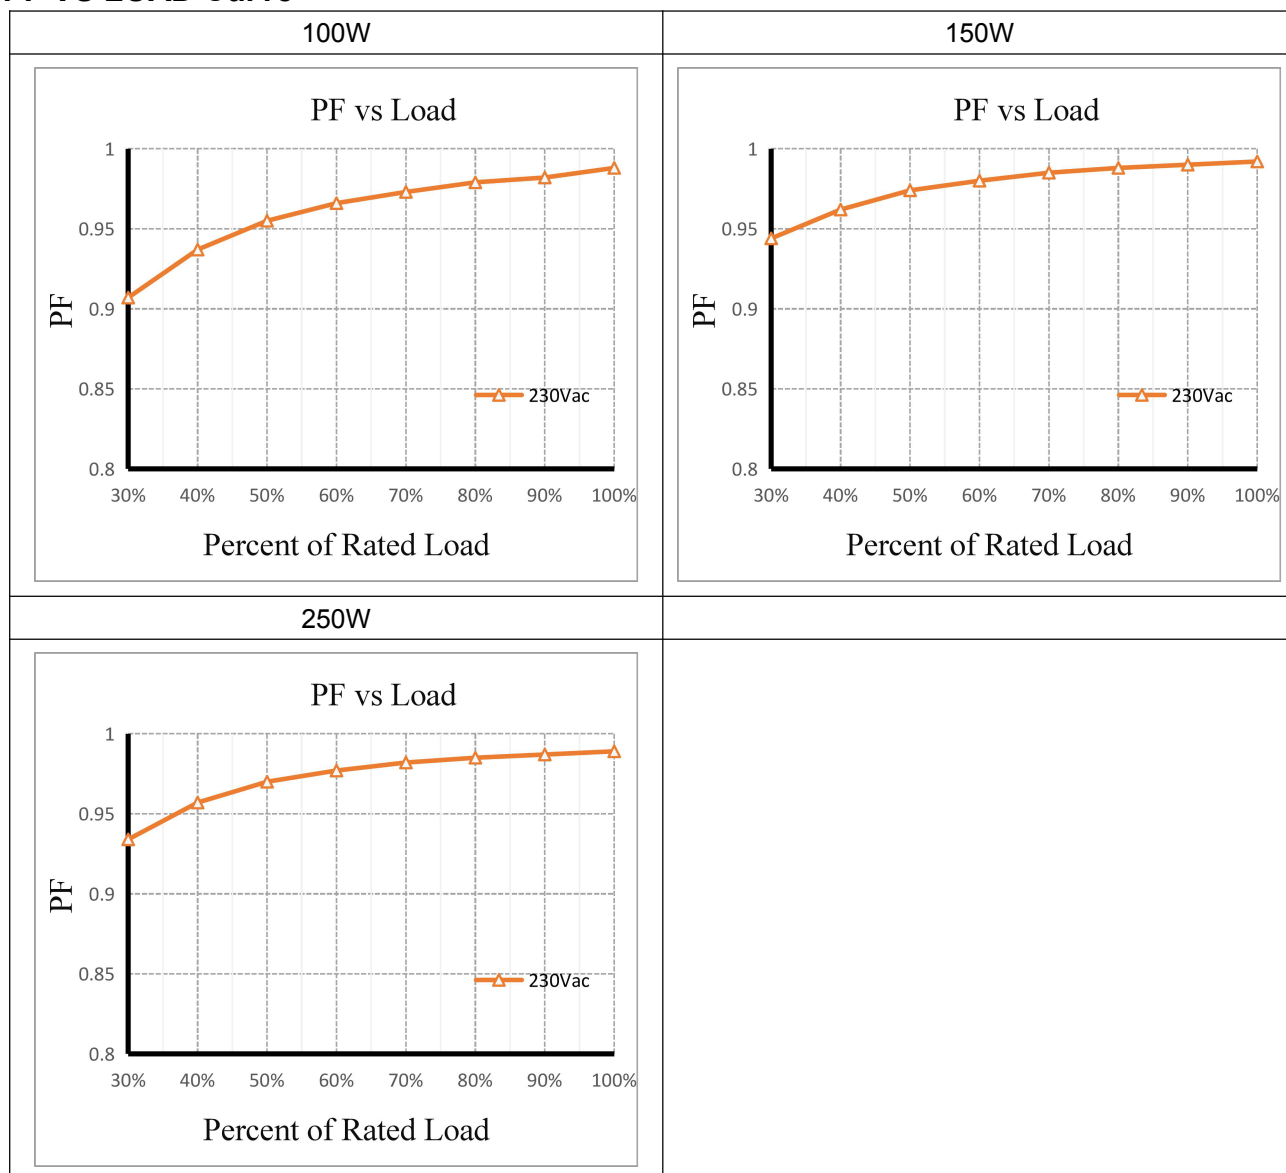 100W
150W
PF vs Load
1
0.95
0.9
0.85
0.8
PF
230Vac
30% 40% 50% 60% 70% 80% 90% 100%
Percent of Rated Load
PF vs Load
1
0.95
0.9
0.85
0.8
PF
230Vac
30% 40% 50% 60% 70% 80% 90% 100%
Percent of Rated Load
250W
PF vs Load
1
0.95
0.9
0.85
0.8
PF
230Vac
30% 40% 50% 60% 70% 80% 90% 100%
Percent of Rated Load